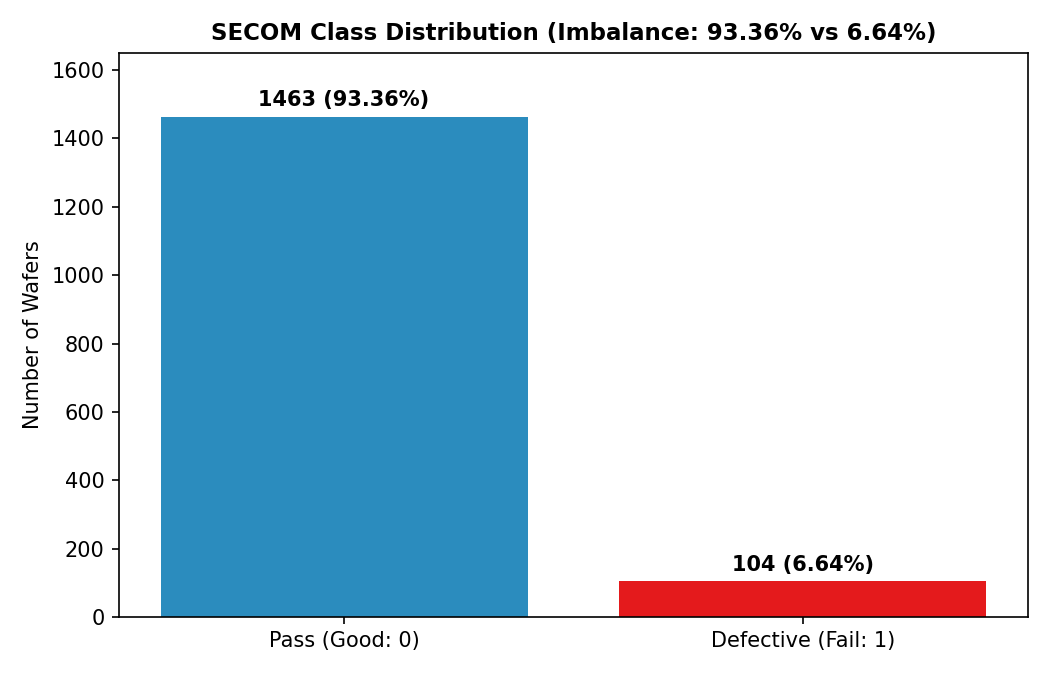 SECOM Class Distribution (Imbalance: 93.36% vs 6.64%)
Number of Wafers
1600
1400
1200
1000
800
600
400
200
0
1463 (93.36%)
104 (6.64%)
Pass (Good: 0)
Defective (Fail: 1)